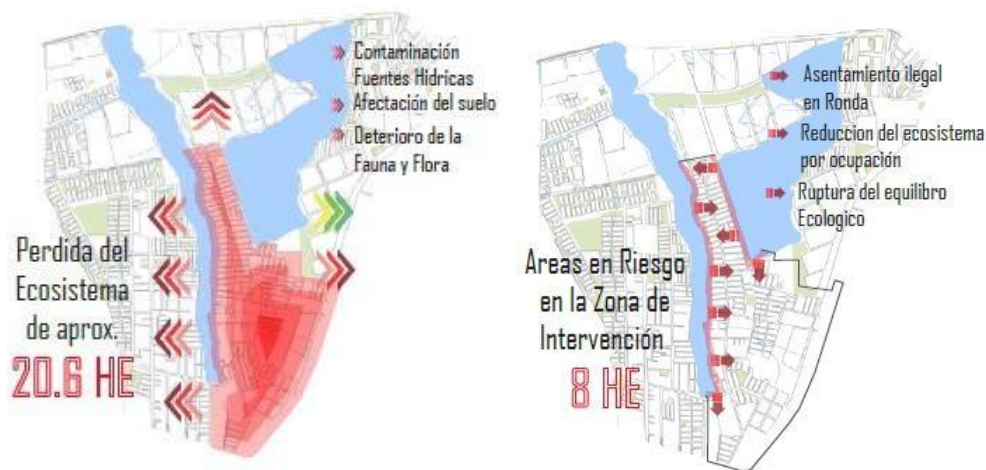 Contaminación
Fuentes Hidricas
Afectación del suelo
Deterioro de la
Fauna y Flora
Perdida del
Ecosistema
de aprox.
20.6 HE
Asentamiento ilegal
en Ronda
Reduccion del ecosistema
por ocupación
Ruptura del equilibro
Ecologico
Areas en Riesgo
en la Zona de
Intervención
8 HE